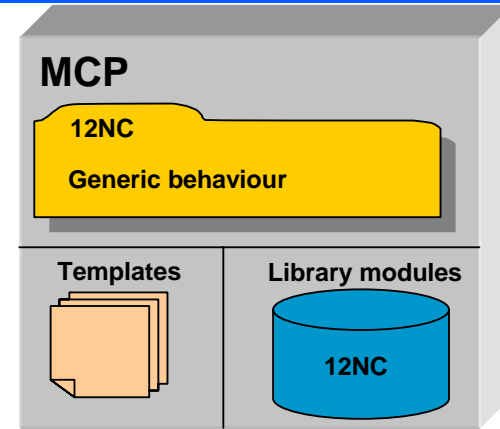 MCP
12NC
Generic behaviour
Templates
Library modules
12NC